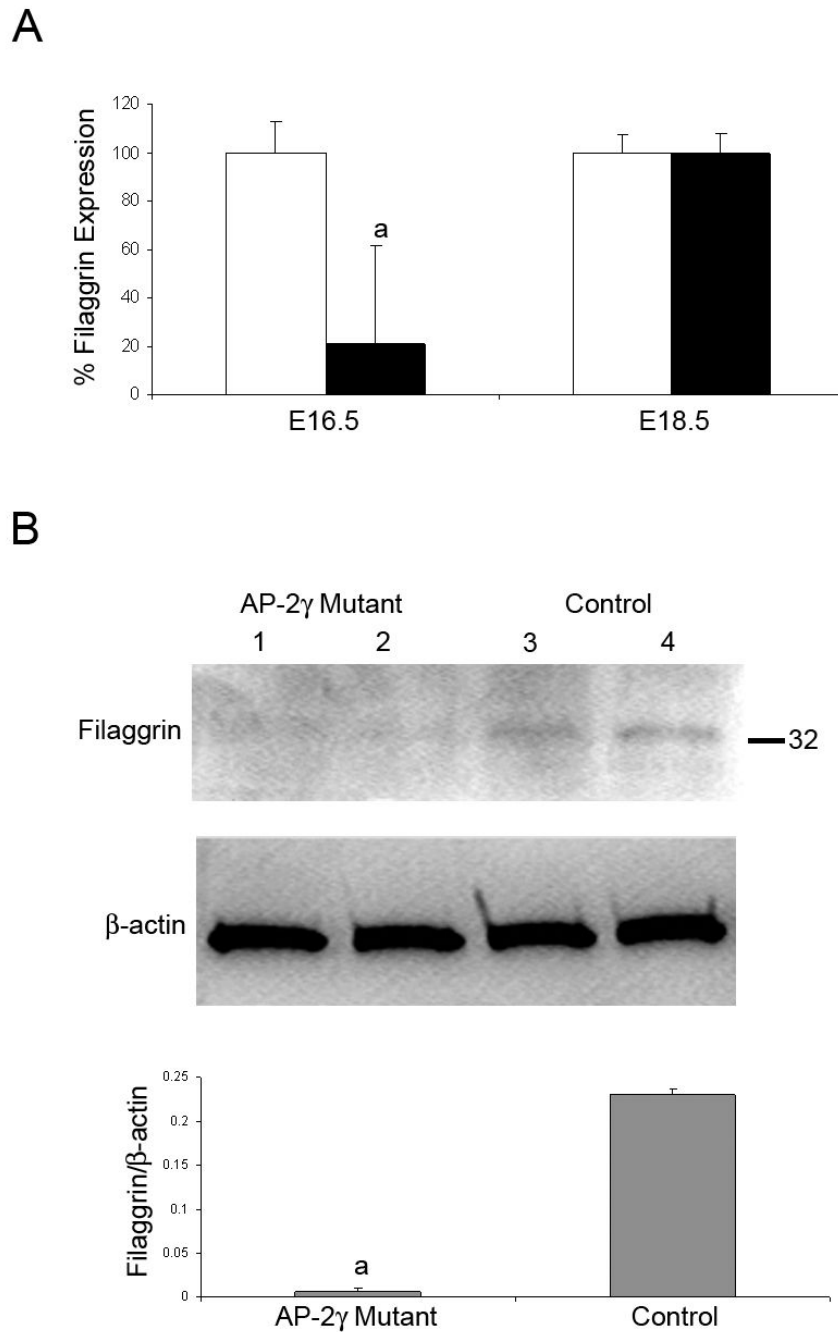 A
% Filaggrin Expression
120
100
80
60
40
20
0
a
E16.5
E18.5
B
AP-2γ Mutant
Control
1
2
3
4
Filaggrin
32
β-actin
Filaggrin/β-actin
0.25
0.2
0.15
0.1
0.05
0
a
AP-2γ Mutant
Control